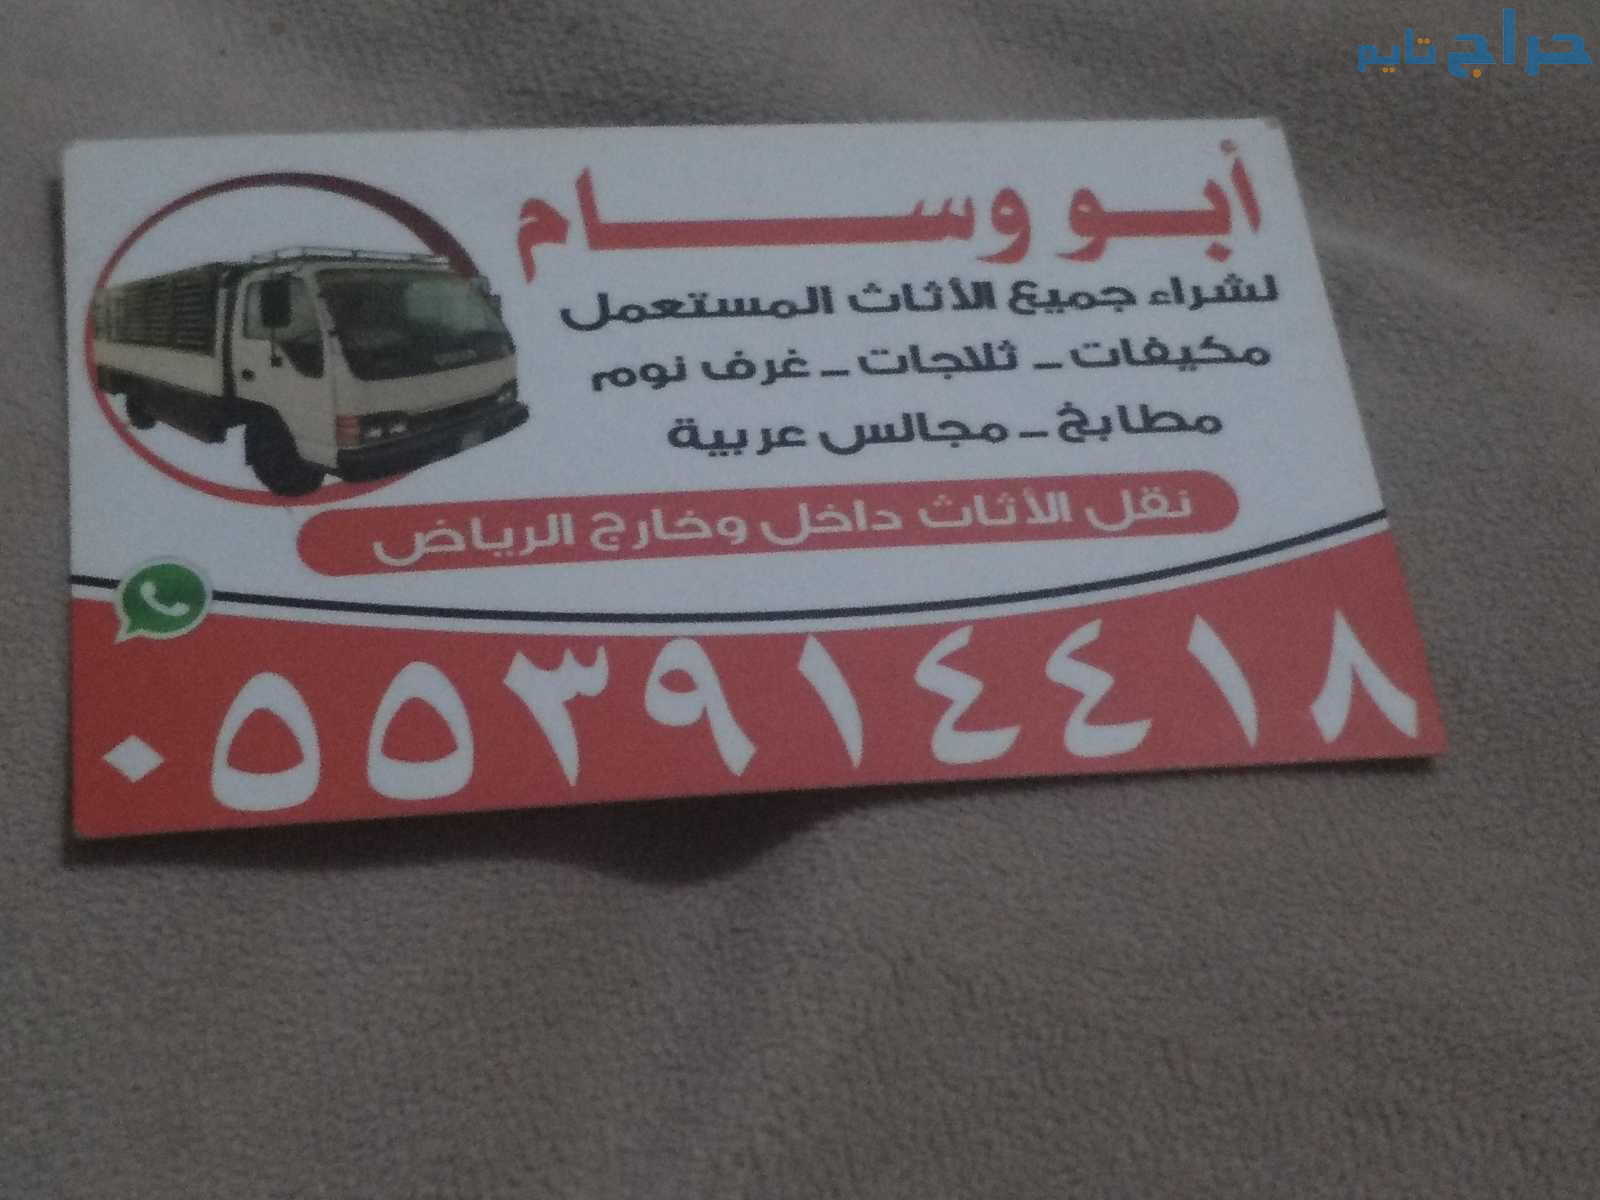 حراج تايم
أبو وسام
لشراء جميع الأثاث المستعمل
مكيفات - ثلاجات - غرف نوم
مطابخ - مجالس عربية
نقل الأثاث داخل وخارج الرياض
٠٥٥٣٩١٤٤١٨